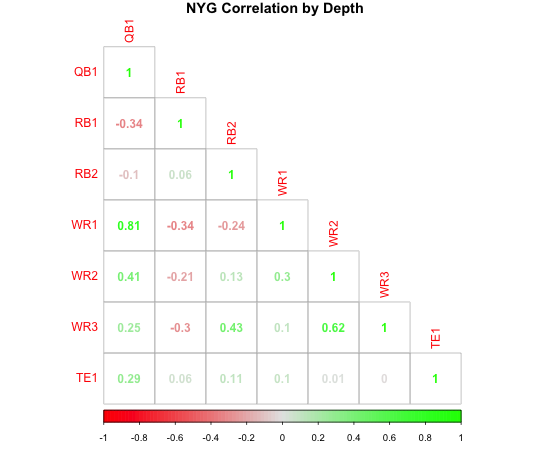 NYG Correlation by Depth
QB1
QB1 1 RB1
RB1 -0.34 1 RB2
RB2 -0.1 0.06 1 WR1
WR1 0.81 -0.34 -0.24 1 WR2
WR2 0.41 -0.21 0.13 0.3 1 WR3
WR3 0.25 -0.3 0.43 0.1 0.62 1 TE1
TE1 0.29 0.06 0.11 0.1 0.01 0 1
-1 -0.8 -0.6 -0.4 -0.2 0 0.2 0.4 0.6 0.8 1